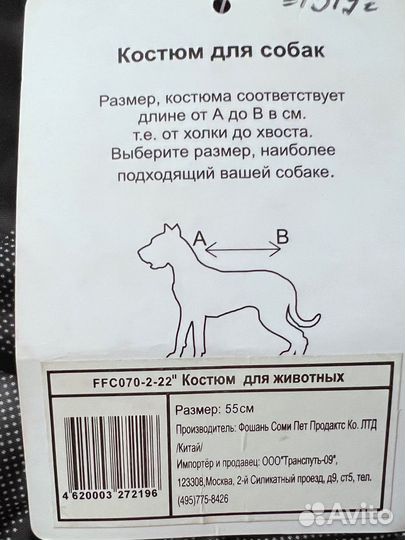 Костюм для собак
Размер, костюма соответствует
длине от А до В в см.
т.е. от холки до хвоста.
Выберите размер, наиболее
подходящий вашей собаке.
A B
FFC070-2-22" Костюм для животных
Размер: 55см
Производитель: Фошань Соми Пет Продактс Ко. ЛТД
/Китай/
Импортёр и продавец: ООО"Транспуть-09",
123308,Москва, 2-й Силикатный проезд, д9, ст5, тел.
(495)775-8426
4 620003 272196
Avito